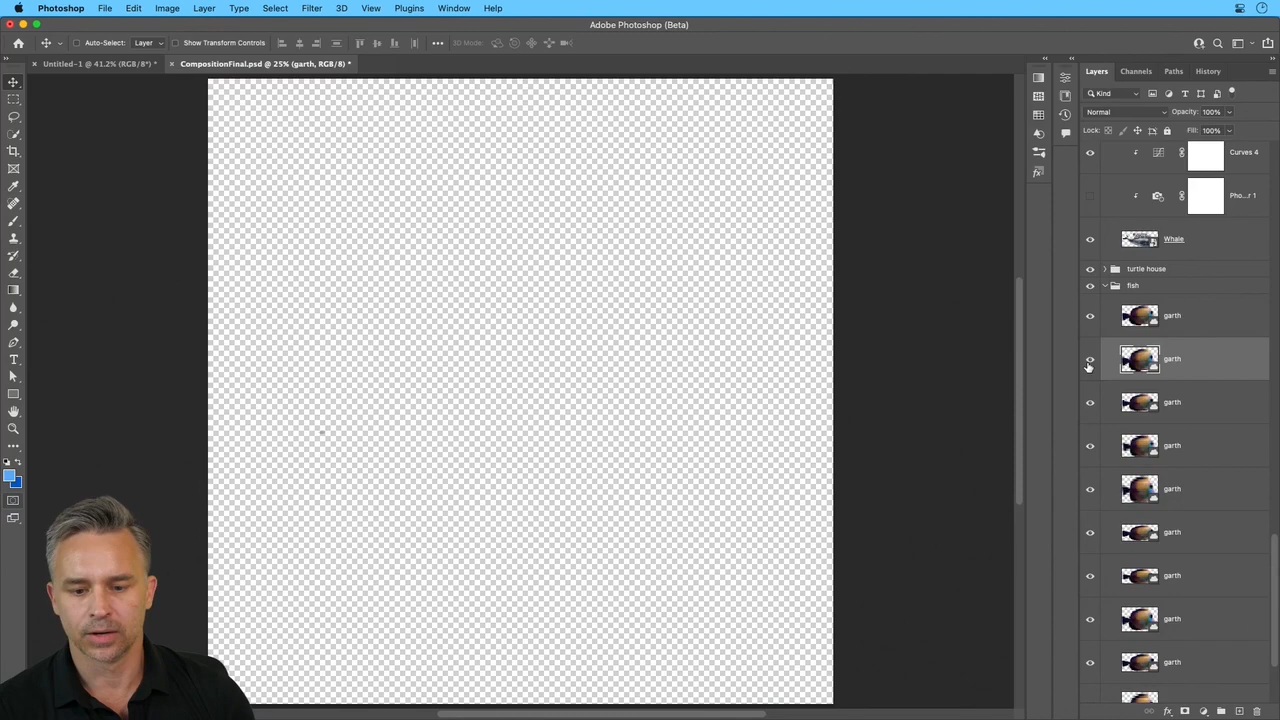 Photoshop File Edit Image Layer Type Select Filter 3D View Plugins Window Help
Adobe Photoshop (Beta)
Auto-Select: Layer Show Transform Controls 3D Mode:
Untitled-1 @ 41.2% (RGB/8*) * CompositionFinal.psd @ 25% (garth, RGB/8) *
Layers Channels Paths History
Kind
Normal Opacity: 100%
Lock: Fill: 100%
Curves 4
Pho...r 1
Whale
turtle house
fish
garth
garth
garth
garth
garth
garth
garth
garth
garth